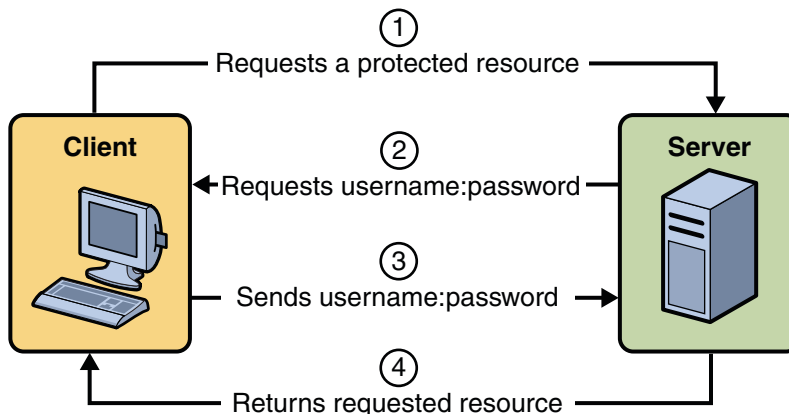 1
Requests a protected resource
Client
Server
2
Requests username:password
3
Sends username:password
4
Returns requested resource